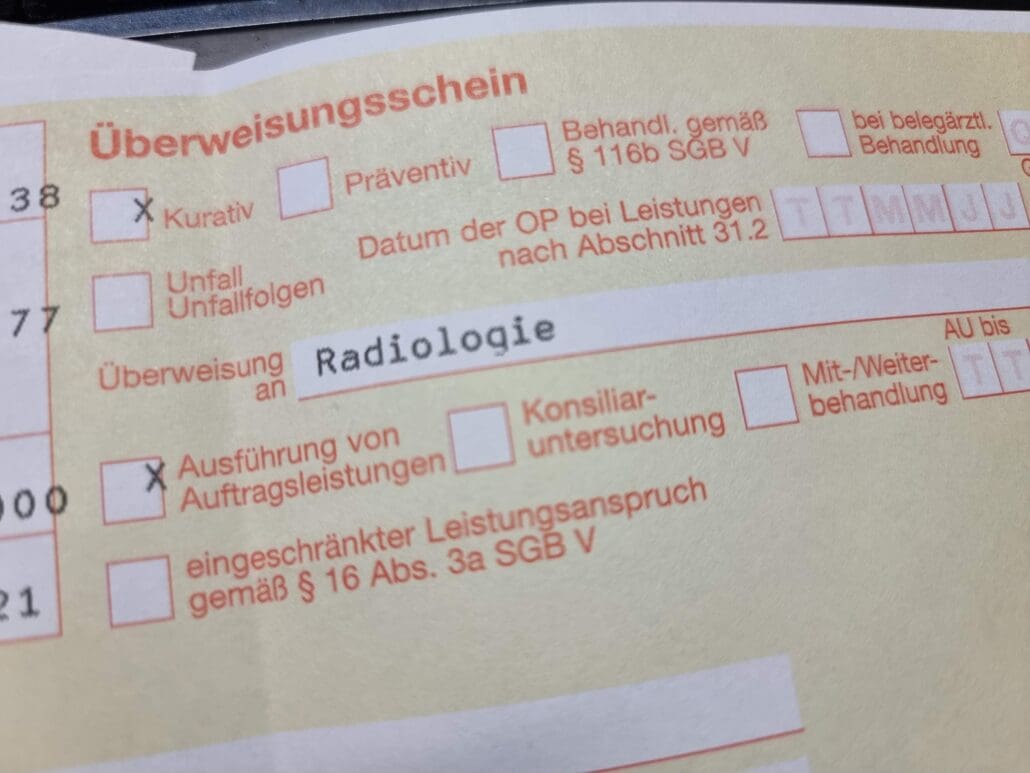 Überweisungsschein
38
X Kurativ
Präventiv
Behandl. gemäß
§ 116b SGB V
bei belegärztl.
Behandlung
Datum der OP bei Leistungen
nach Abschnitt 31.2
T T M M J J
77
Unfall
Unfallfolgen
Überweisung
an
Radiologie
AU bis
T T
00
X Ausführung von
Auftragsleistungen
Konsiliar-
untersuchung
Mit-/Weiter-
behandlung
21
eingeschränkter Leistungsanspruch
gemäß § 16 Abs. 3a SGB V